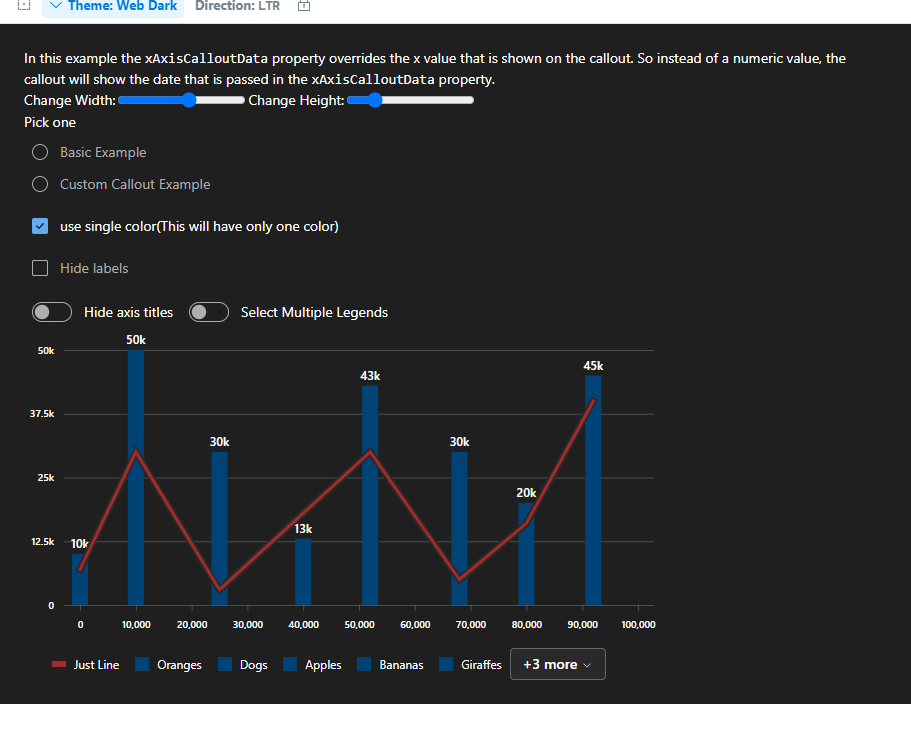 Theme: Web Dark Direction: LTR
In this example the xAxisCalloutData property overrides the x value that is shown on the callout. So instead of a numeric value, the
callout will show the date that is passed in the xAxisCalloutData property.
Change Width: Change Height:
Pick one
Basic Example
Custom Callout Example
use single color(This will have only one color)
Hide labels
Hide axis titles Select Multiple Legends
50k
50k
45k
43k
37.5k
30k
30k
25k
20k
13k
12.5k
10k
0
0 10,000 20,000 30,000 40,000 50,000 60,000 70,000 80,000 90,000 100,000
Just Line Oranges Dogs Apples Bananas Giraffes +3 more